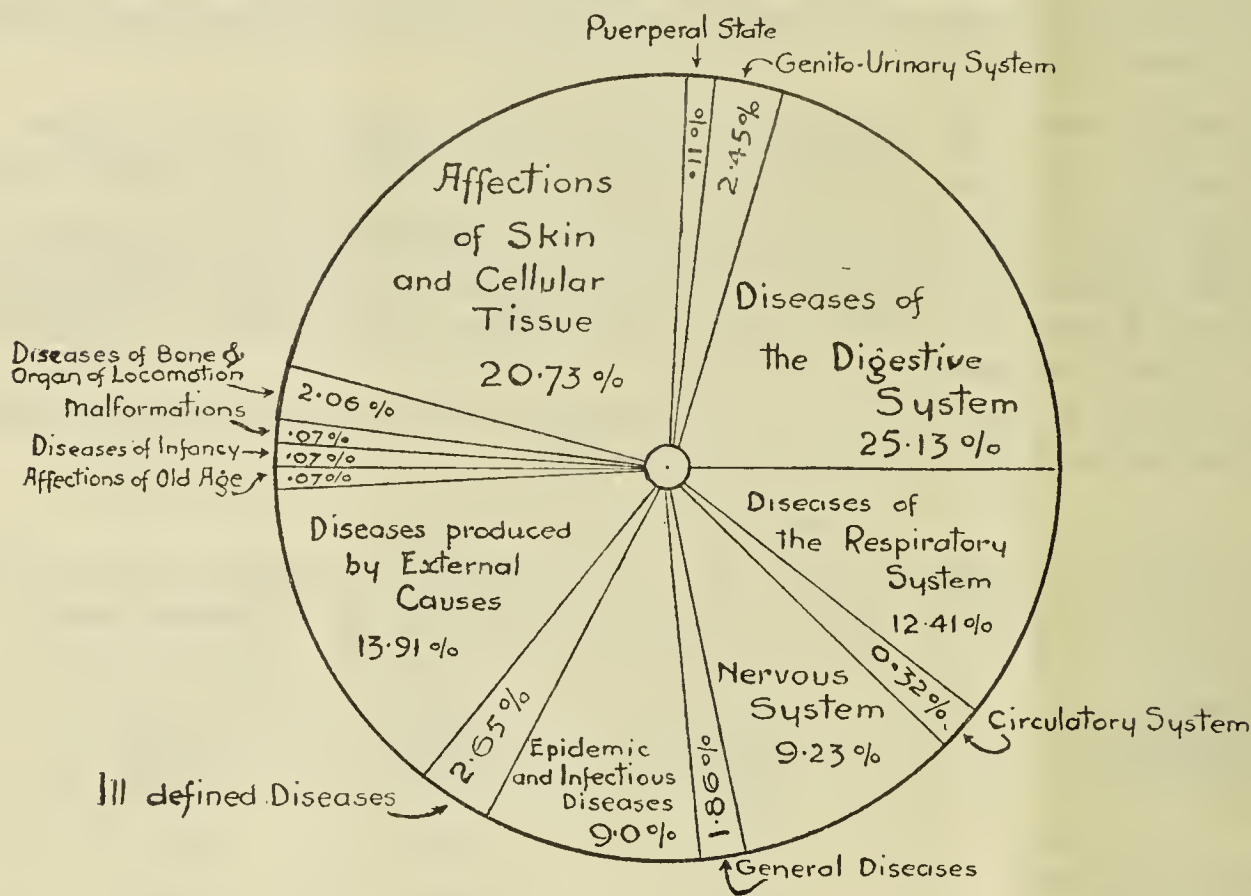 Puerperal State
Genito-Urinary System
·11%
2·45%
Affections
of Skin
and Cellular
Tissue
20·73%
Diseases of
the Digestive
System
25·13%
Diseases of Bone &
Organ of Locomotion
2·06%
Malformations
·07%
Diseases of Infancy
·07%
Affections of Old Age
·07%
Diseases of
the Respiratory
System
12·41%
Diseases produced
by External
Causes
13·91%
0·32%
Circulatory System
Nervous
System
9·23%
2·65%
Ill defined Diseases
Epidemic
and Infectious
Diseases
9·0%
1·86%
General Diseases